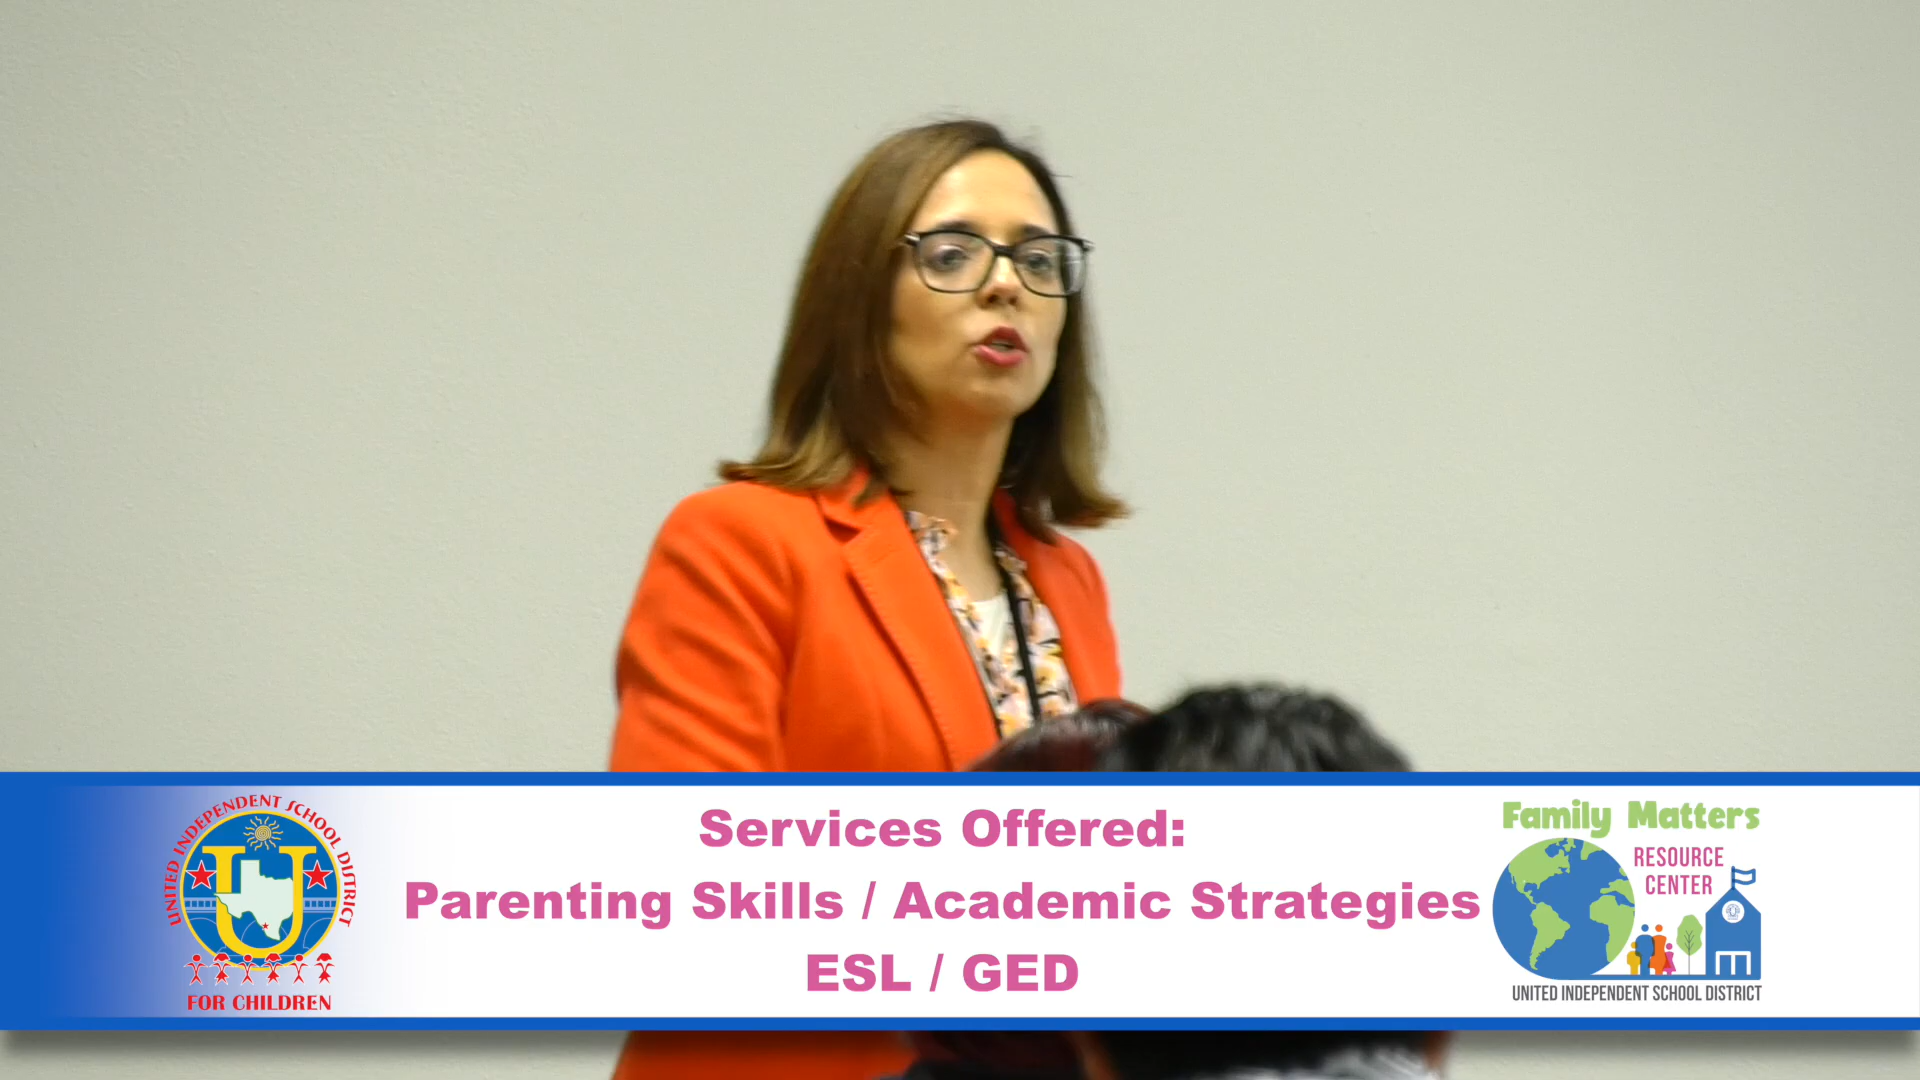 UNITED INDEPENDENT SCHOOL DISTRICT
U
FOR CHILDREN
Services Offered:
Parenting Skills / Academic Strategies
ESL / GED
Family Matters
RESOURCE
CENTER
UNITED INDEPENDENT SCHOOL DISTRICT